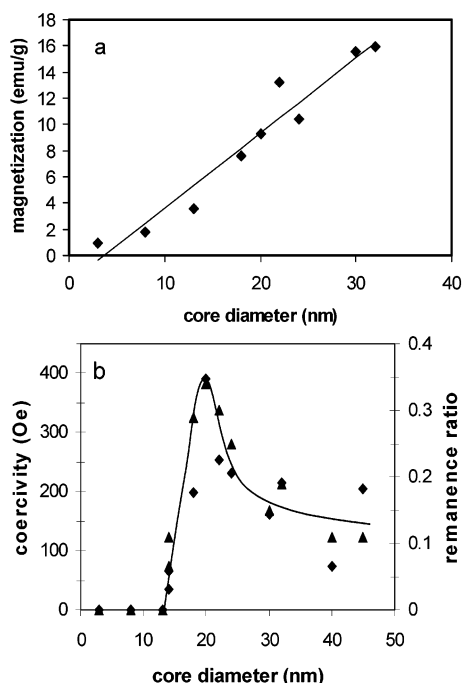 a
magnetization (emu/g)
18
16
14
12
10
8
6
4
2
0
0 10 20 30 40
core diameter (nm)
b
coercivity (Oe)
400
300
200
100
0
0.4
0.3
0.2
0.1
0
remanence ratio
0 10 20 30 40 50
core diameter (nm)